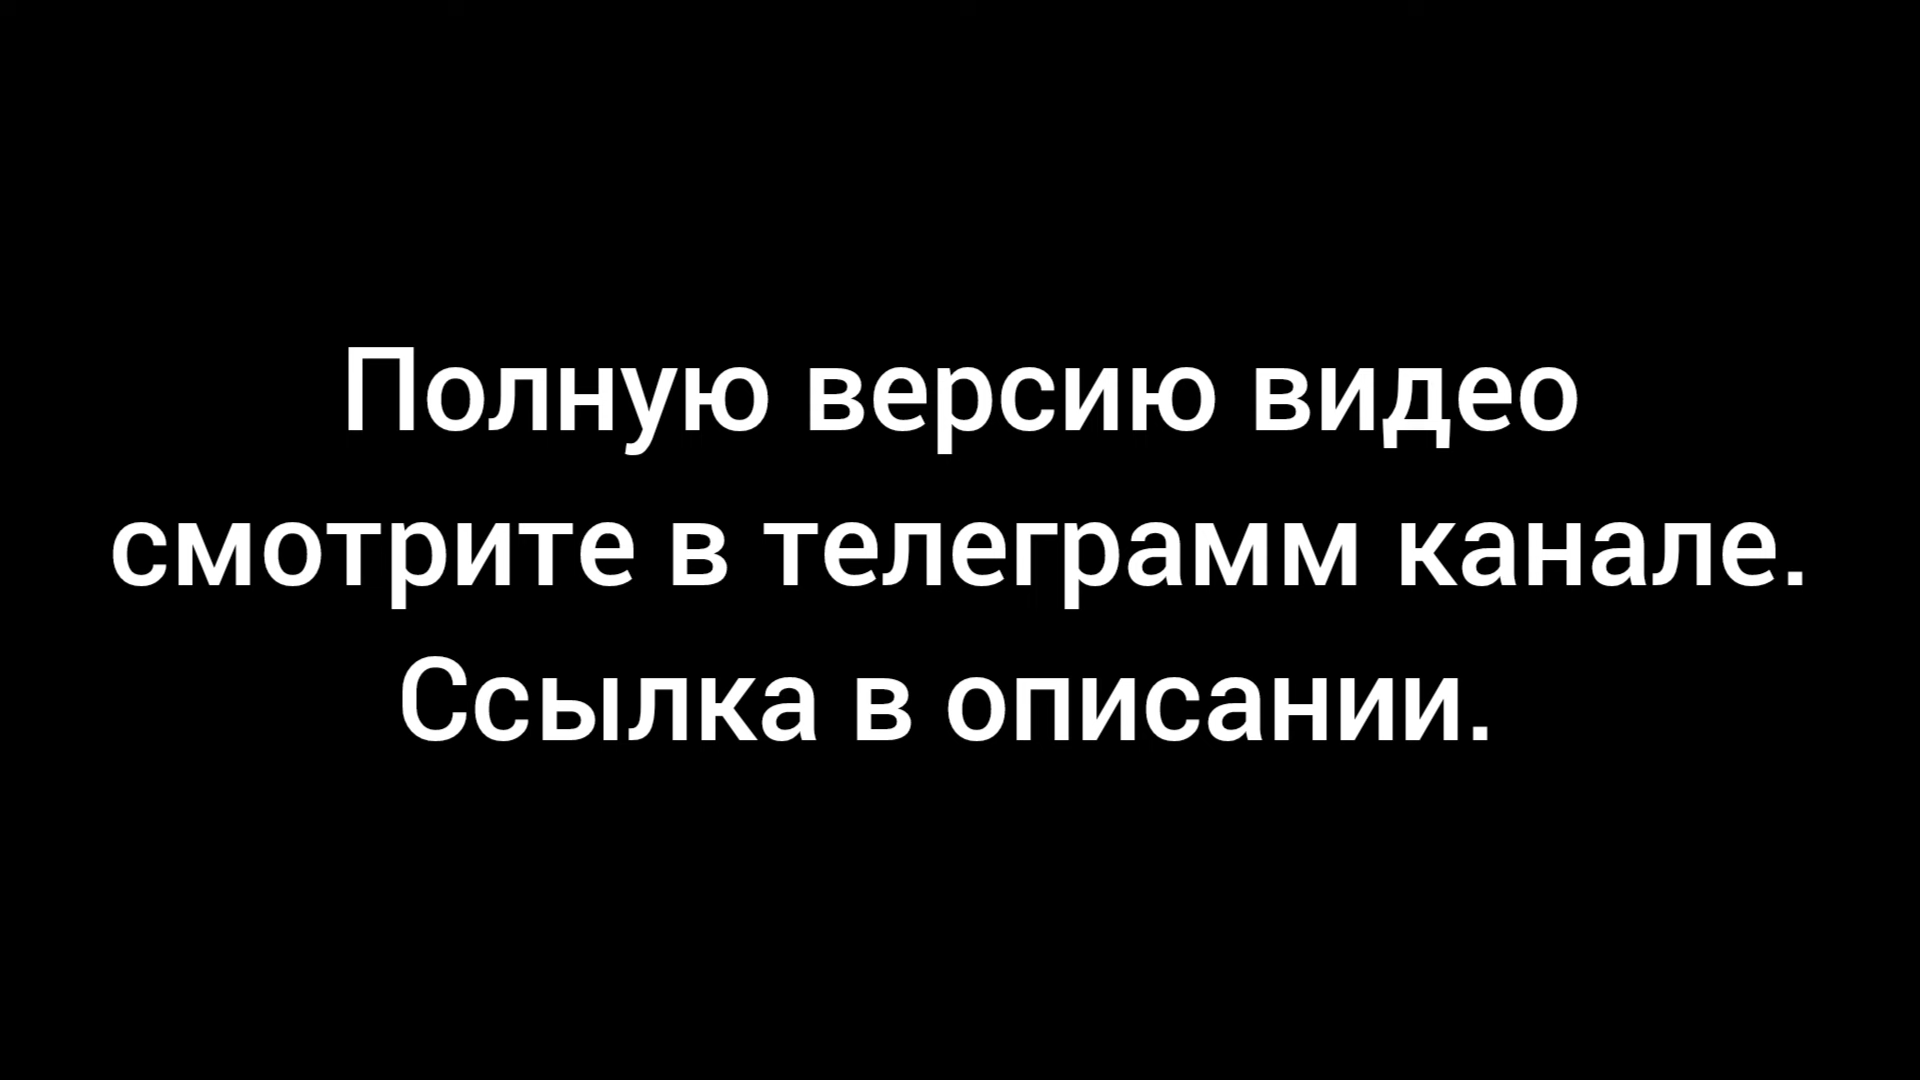 Полную версию видео
смотрите в телеграмм канале.
Ссылка в описании.